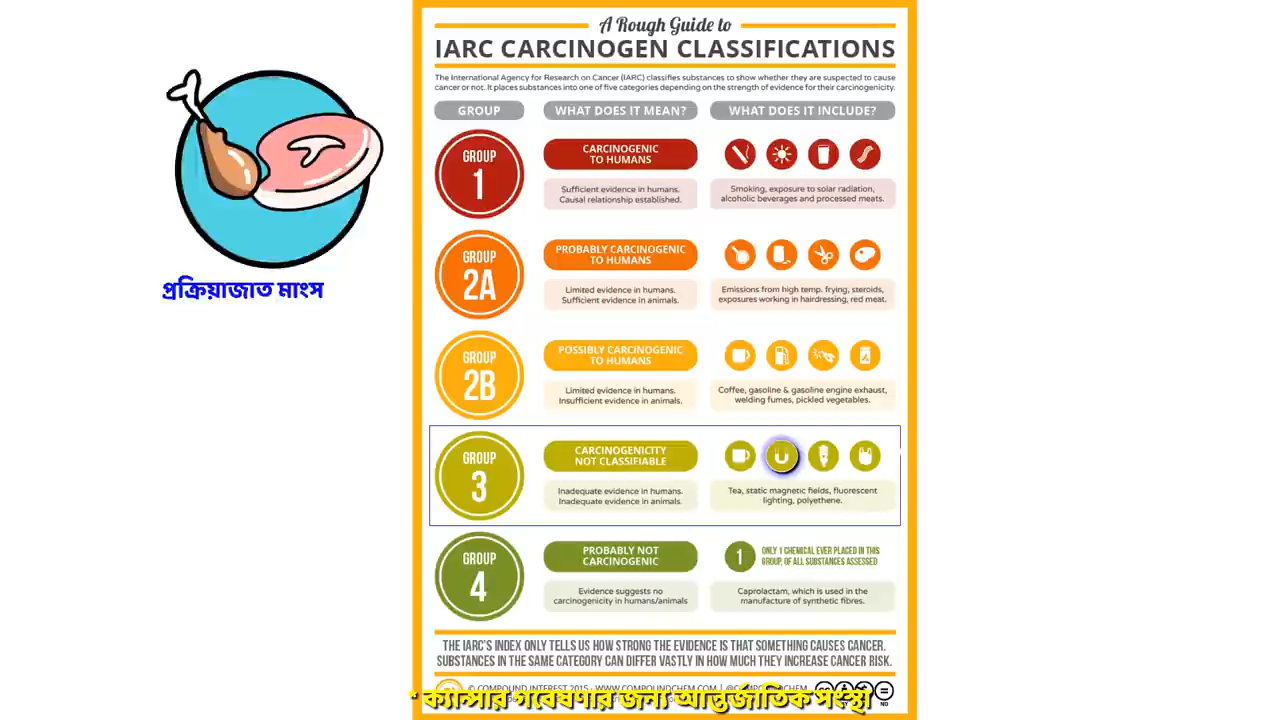 A Rough Guide to
IARC CARCINOGEN CLASSIFICATIONS
The International Agency for Research on Cancer (IARC) classifies substances to show whether they are suspected to cause
cancer or not. It places substances into one of five categories depending on the strength of evidence for their carcinogenicity.
GROUP
WHAT DOES IT MEAN?
WHAT DOES IT INCLUDE?
GROUP
1
CARCINOGENIC
TO HUMANS
Sufficient evidence in humans.
Causal relationship established.
Smoking, exposure to solar radiation,
alcoholic beverages and processed meats.
প্রক্রিয়াজাত মাংস
GROUP
2A
PROBABLY CARCINOGENIC
TO HUMANS
Limited evidence in humans.
Sufficient evidence in animals.
Emissions from high temp. frying, steroids,
exposures working in hairdressing, red meat.
GROUP
2B
POSSIBLY CARCINOGENIC
TO HUMANS
Limited evidence in humans.
Insufficient evidence in animals.
Coffee, gasoline & gasoline engine exhaust,
welding fumes, pickled vegetables.
GROUP
3
CARCINOGENICITY
NOT CLASSIFIABLE
Inadequate evidence in humans.
Inadequate evidence in animals.
Tea, static magnetic fields, fluorescent
lighting, polyethene.
GROUP
4
PROBABLY NOT
CARCINOGENIC
Evidence suggests no
carcinogenicity in humans/animals
1
ONLY 1 CHEMICAL EVER PLACED IN THIS
GROUP, OF ALL SUBSTANCES ASSESSED
Caprolactam, which is used in the
manufacture of synthetic fibres.
THE IARC'S INDEX ONLY TELLS US HOW STRONG THE EVIDENCE IS THAT SOMETHING CAUSES CANCER.
SUBSTANCES IN THE SAME CATEGORY CAN DIFFER VASTLY IN HOW MUCH THEY INCREASE CANCER RISK.
© COMPOUND INTEREST 2015 - WWW.COMPOUNDCHEM.COM | @COMPOUNDCHEM
* ক্যান্সার গবেষণার জন্য আন্তর্জাতিক সংস্থা